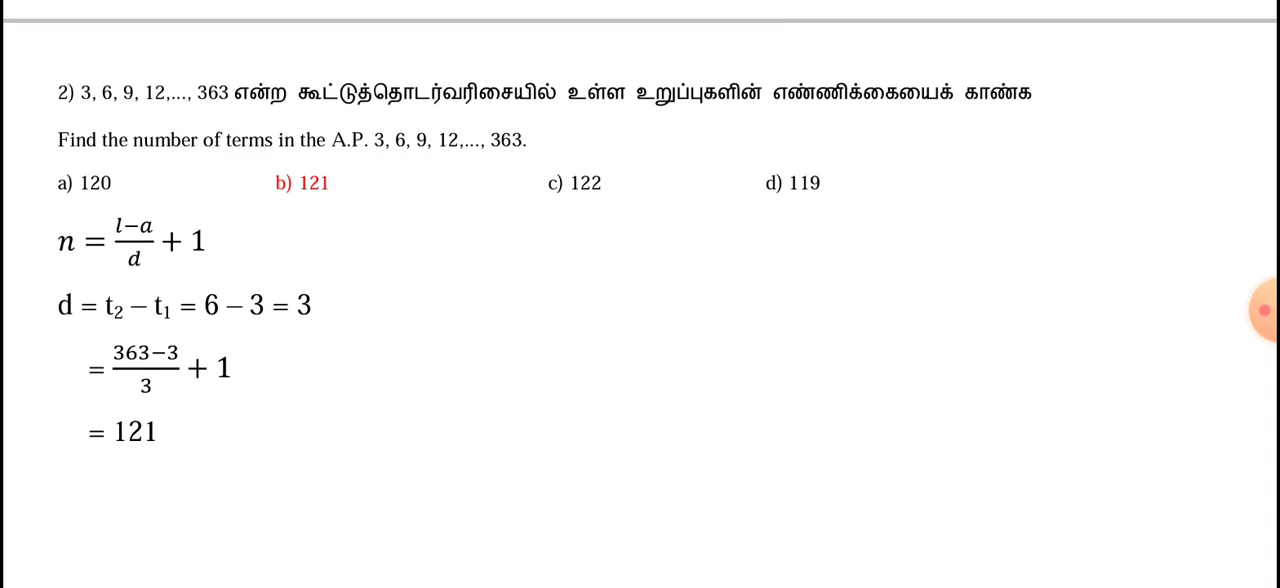 2) 3, 6, 9, 12,..., 363 என்ற கூட்டுத்தொடர்வரிசையில் உள்ள உறுப்புகளின் எண்ணிக்கையைக் காண்க
Find the number of terms in the A.P. 3, 6, 9, 12,..., 363.
a) 120 b) 121 c) 122 d) 119
n = \frac{l−a}{d} + 1
d = t₂ – t₁ = 6 – 3 = 3
= \frac{363−3}{3} + 1
= 121